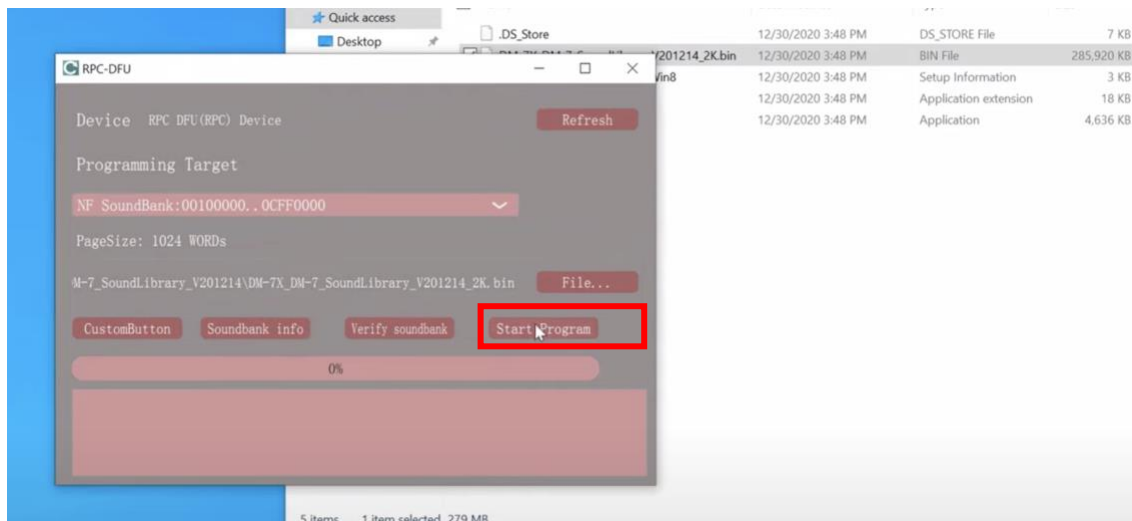 Quick access
Desktop
.DS_Store 12/30/2020 3:48 PM DS_STORE File 7 KB
V201214_2K.bin 12/30/2020 3:48 PM BIN File 285,920 KB
Win8 12/30/2020 3:48 PM Setup Information 3 KB
12/30/2020 3:48 PM Application extension 18 KB
12/30/2020 3:48 PM Application 4,636 KB
RPC-DFU
Device RPC DFU(RPC) Device Refresh
Programming Target
NF SoundBank:00100000..0CFF0000
PageSize: 1024 WORDs
M-7_SoundLibrary_V201214\DM-7X_DM-7_SoundLibrary_V201214_2K.bin File...
CustomButton Soundbank info Verify soundbank Start Program
0%
5 items 1 item selected 279 MB